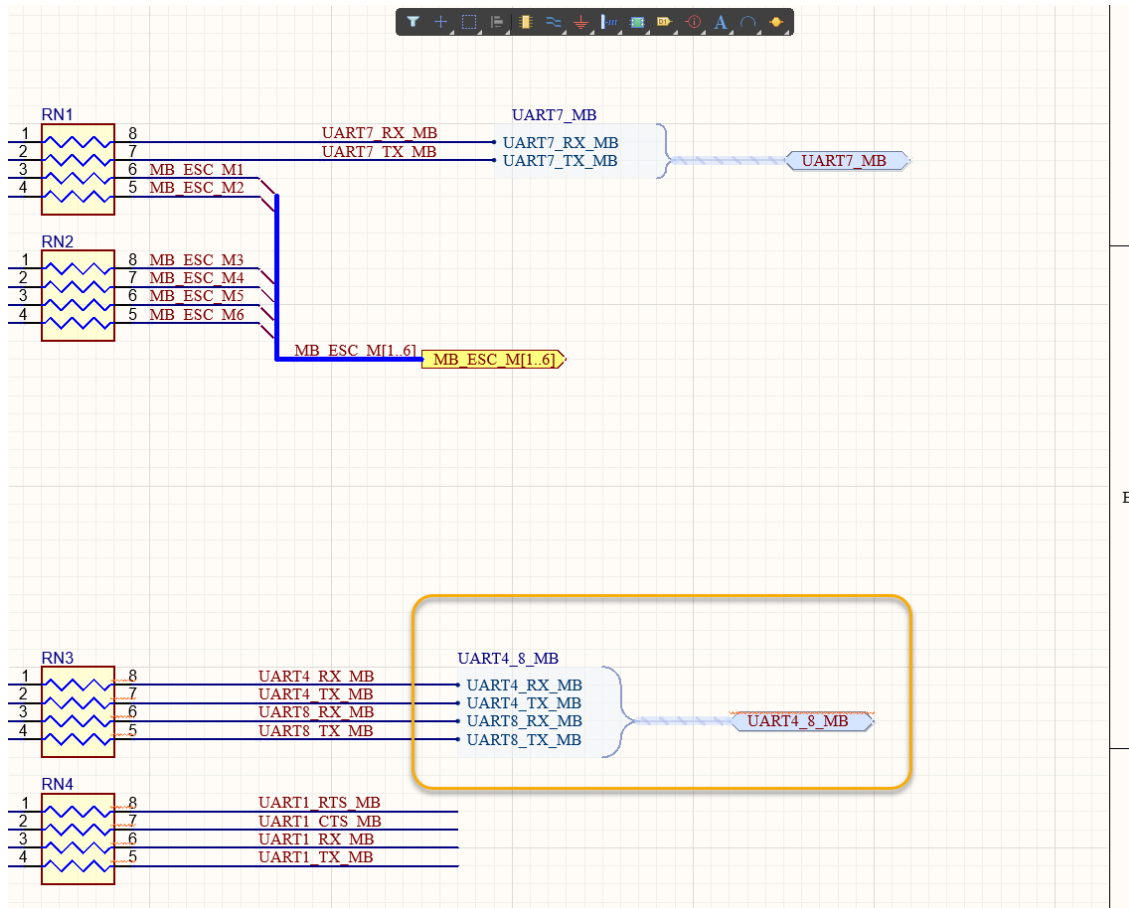 RN1
UART7_MB
1 8 UART7_RX_MB UART7_RX_MB
2 7 UART7_TX_MB UART7_TX_MB UART7_MB
3 6 MB_ESC_M1
4 5 MB_ESC_M2
RN2
1 8 MB_ESC_M3
2 7 MB_ESC_M4
3 6 MB_ESC_M5
4 5 MB_ESC_M6
MB_ESC_M[1..6] MB_ESC_M[1..6]
RN3 UART4_8_MB
1 8 UART4_RX_MB UART4_RX_MB
2 7 UART4_TX_MB UART4_TX_MB
3 6 UART8_RX_MB UART8_RX_MB UART4_8_MB
4 5 UART8_TX_MB UART8_TX_MB
RN4
1 8 UART1_RTS_MB
2 7 UART1_CTS_MB
3 6 UART1_RX_MB
4 5 UART1_TX_MB